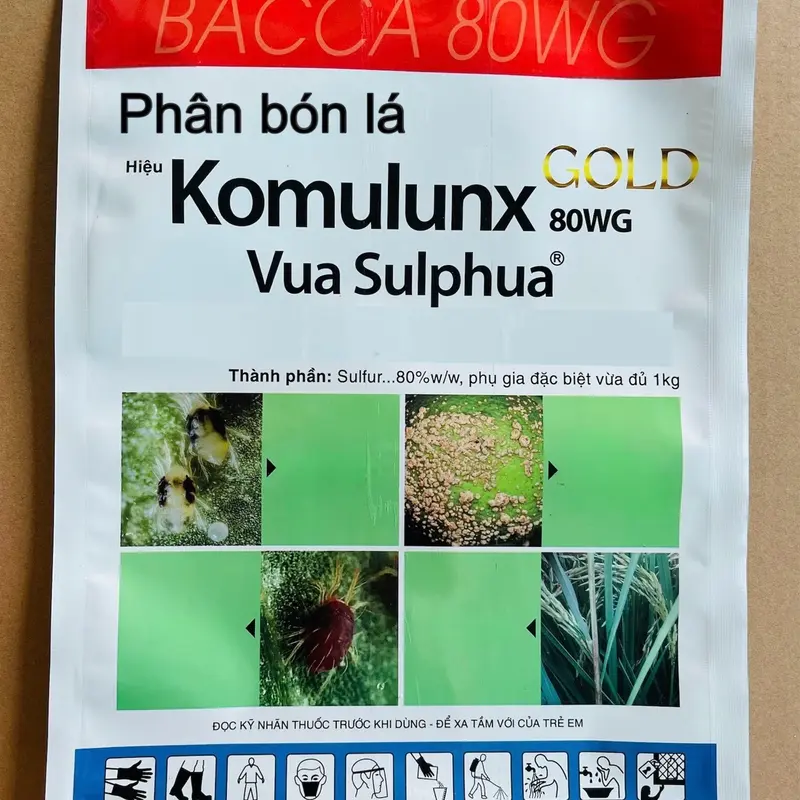 BACCA 80WG
Phân bón lá
Hiệu Komulunx GOLD 80WG
Vua Sulphua®
Thành phần: Sulfur...80%w/w, phụ gia đặc biệt vừa đủ 1kg
ĐỌC KỸ NHÃN THUỐC TRƯỚC KHI DÙNG - ĐỂ XA TẦM VỚI CỦA TRẺ EM